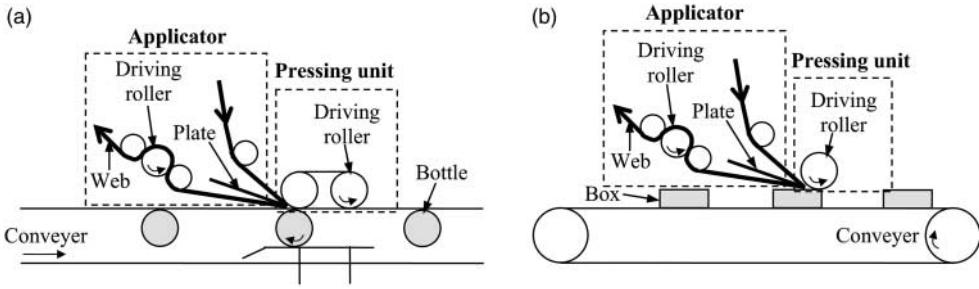 (a)
Applicator
Driving
roller
Pressing unit
Driving
roller
Plate
Web
Bottle
Conveyer
(b)
Applicator
Driving
roller
Pressing unit
Driving
roller
Plate
Web
Box
Conveyer